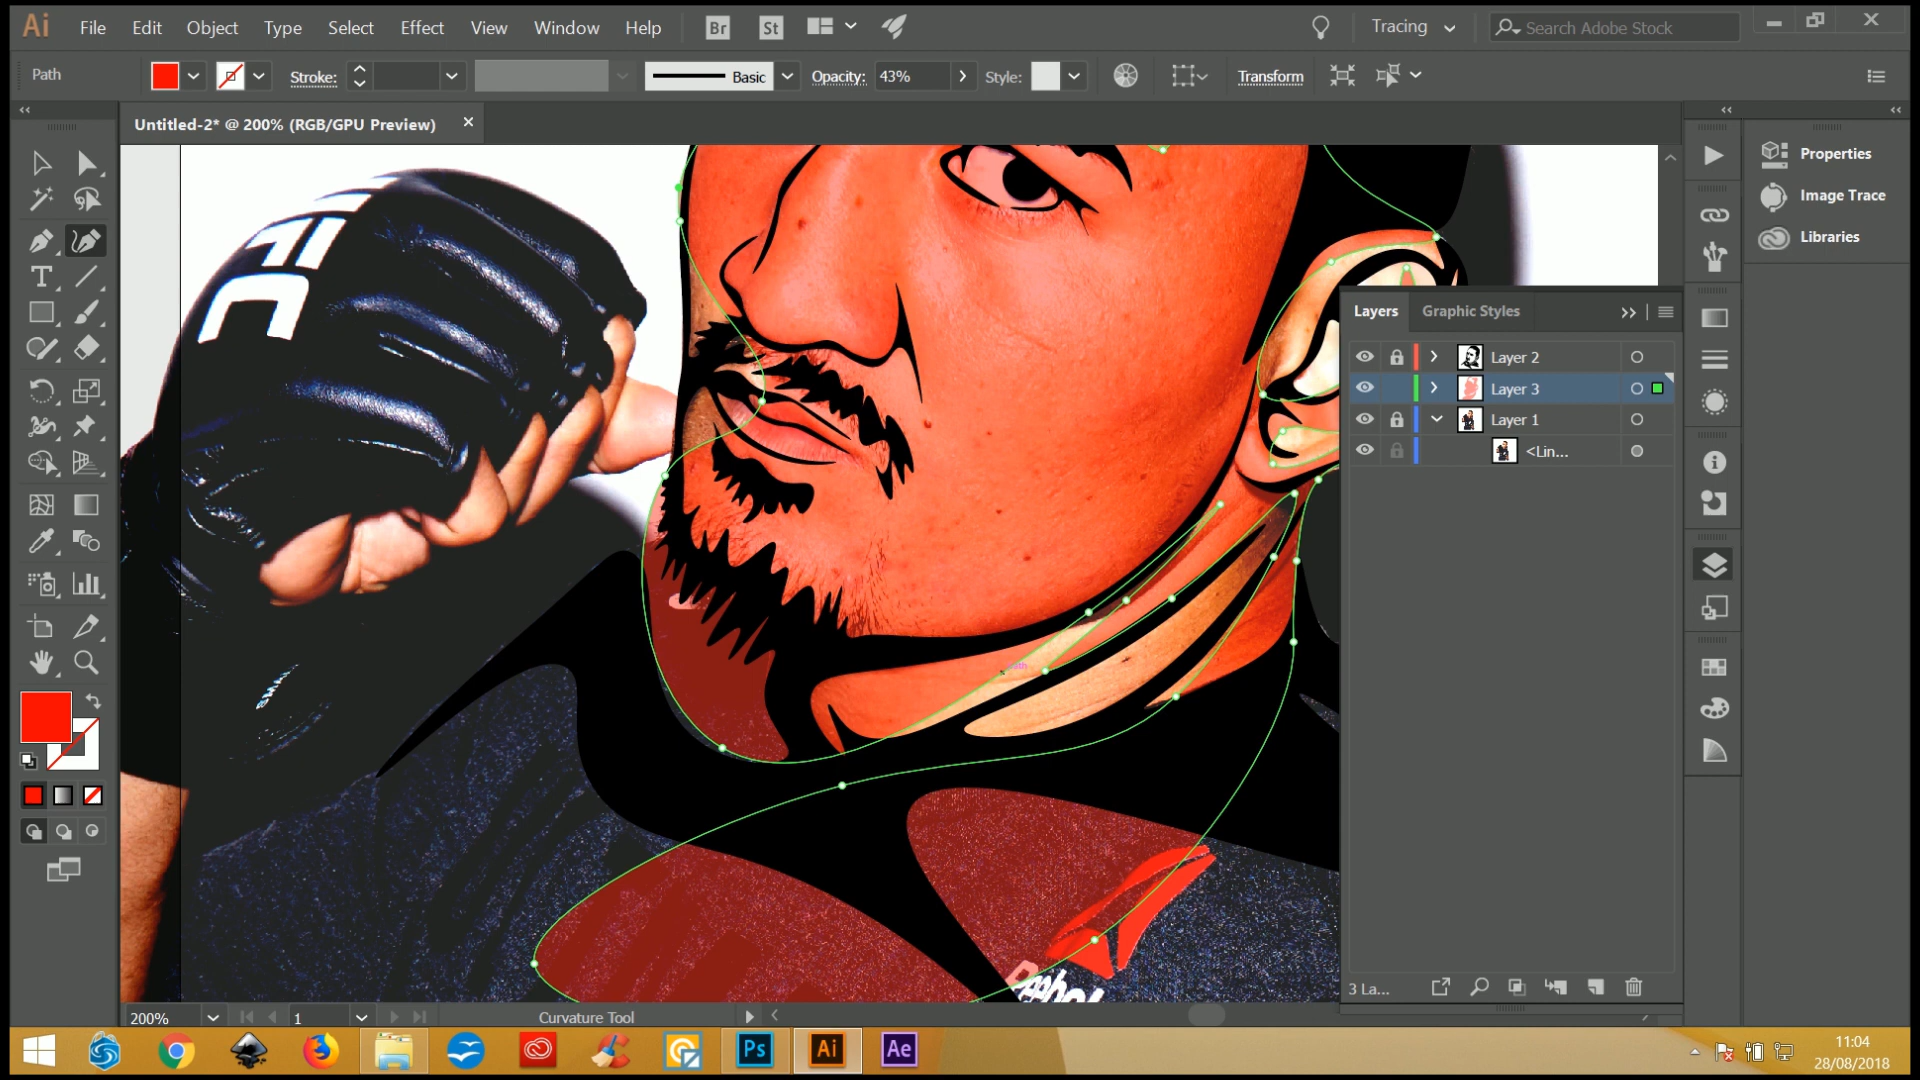 Ai File Edit Object Type Select Effect View Window Help Br St Tracing Search Adobe Stock
Path Stroke: Basic Opacity: 43% Style: Transform
Untitled-2* @ 200% (RGB/GPU Preview)
Properties
Image Trace
Libraries
Layers Graphic Styles
Layer 2
Layer 3
Layer 1
<Lin...
path
3 La...
200% 1 Curvature Tool
Ps Ai Ae
11:04
28/08/2018